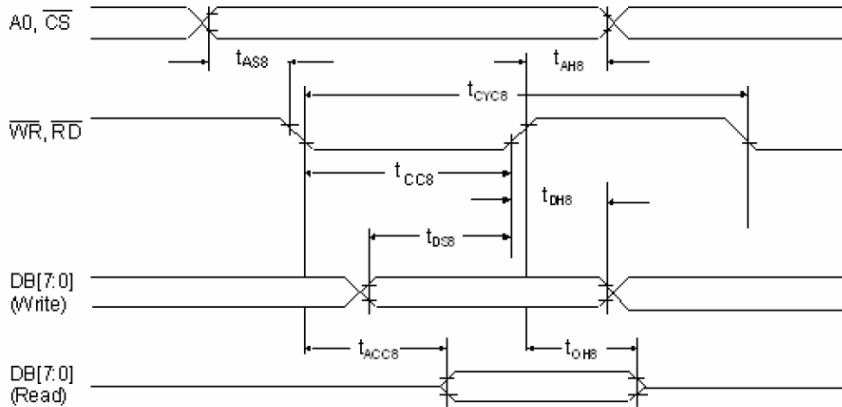 A0, CS
tAS8
tAH8
tCYC8
WR, RD
tCC8
tDH8
tDS8
DB[7:0]
(Write)
tACC8
tOH8
DB[7:0]
(Read)